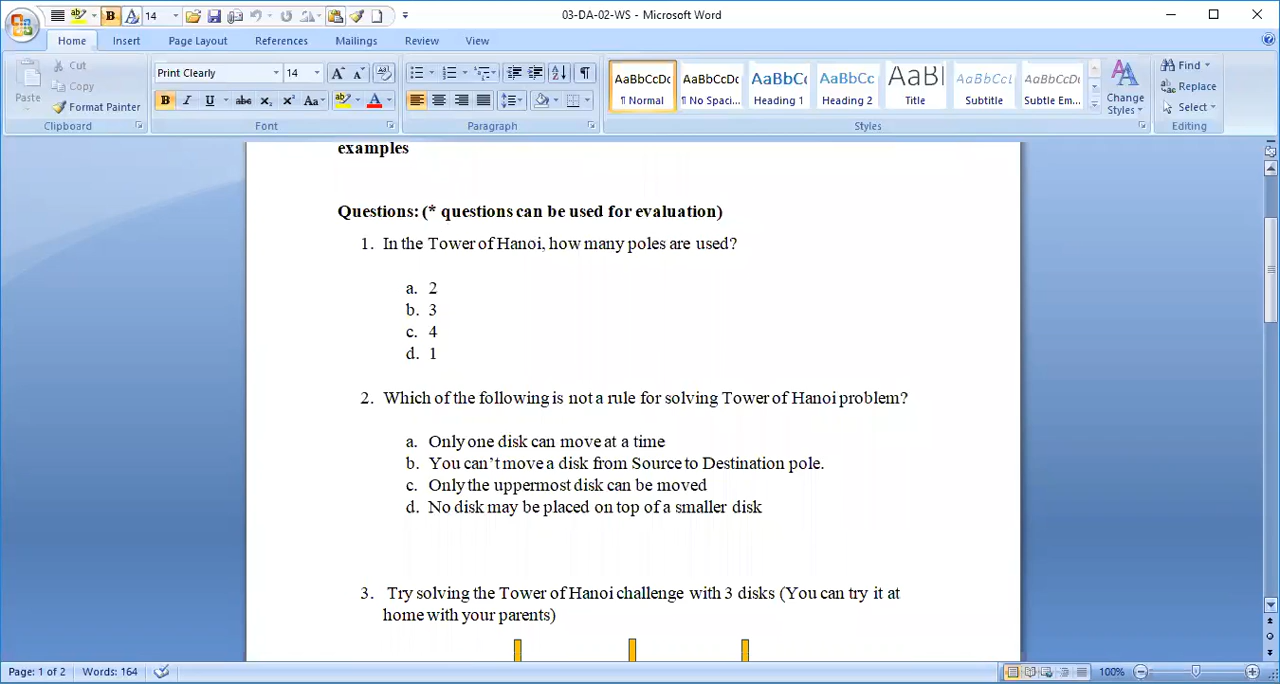 03-DA-02-WS - Microsoft Word
14
Home Insert Page Layout References Mailings Review View
Paste
Cut
Copy
Format Painter
Clipboard
Print Clearly 14
B I U abc x₂ x² Aa
Font
Paragraph
AaBbCcDc AaBbCcDc AaBbCc AaBbCc AaBl AaBbCcL AaBbCcDc
¶ Normal ¶ No Spaci... Heading 1 Heading 2 Title Subtitle Subtle Em...
Change Styles
Styles
Find
Replace
Select
Editing
examples
Questions: (* questions can be used for evaluation)
1. In the Tower of Hanoi, how many poles are used?
a. 2
b. 3
c. 4
d. 1
2. Which of the following is not a rule for solving Tower of Hanoi problem?
a. Only one disk can move at a time
b. You can’t move a disk from Source to Destination pole.
c. Only the uppermost disk can be moved
d. No disk may be placed on top of a smaller disk
3. Try solving the Tower of Hanoi challenge with 3 disks (You can try it at
home with your parents)
Page: 1 of 2 Words: 164 100%